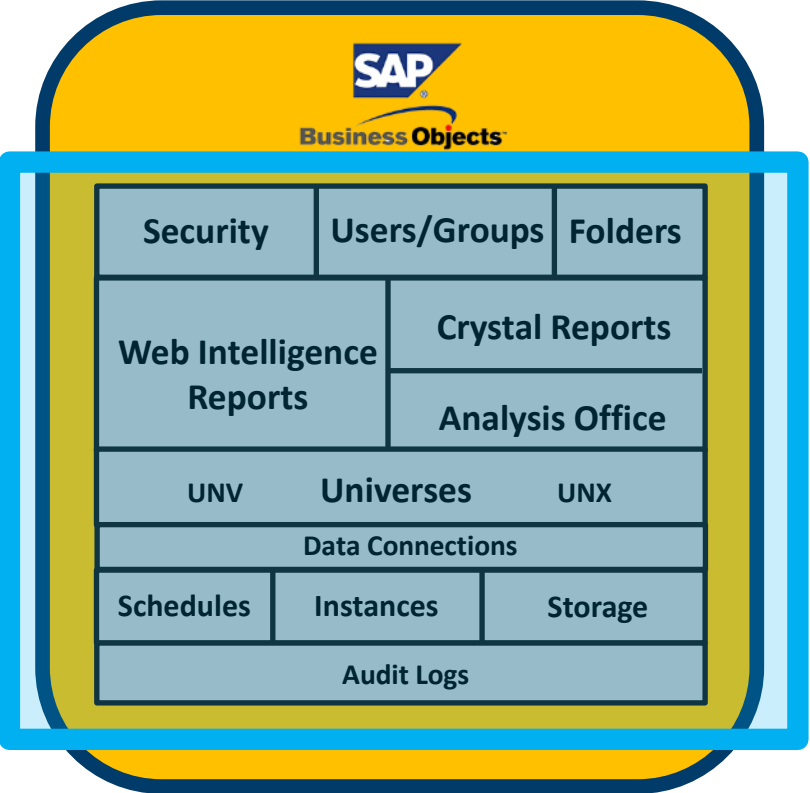 SAP
®
Business Objects™
Security
Users/Groups
Folders
Web Intelligence
Reports
Crystal Reports
Analysis Office
UNV
Universes
UNX
Data Connections
Schedules
Instances
Storage
Audit Logs